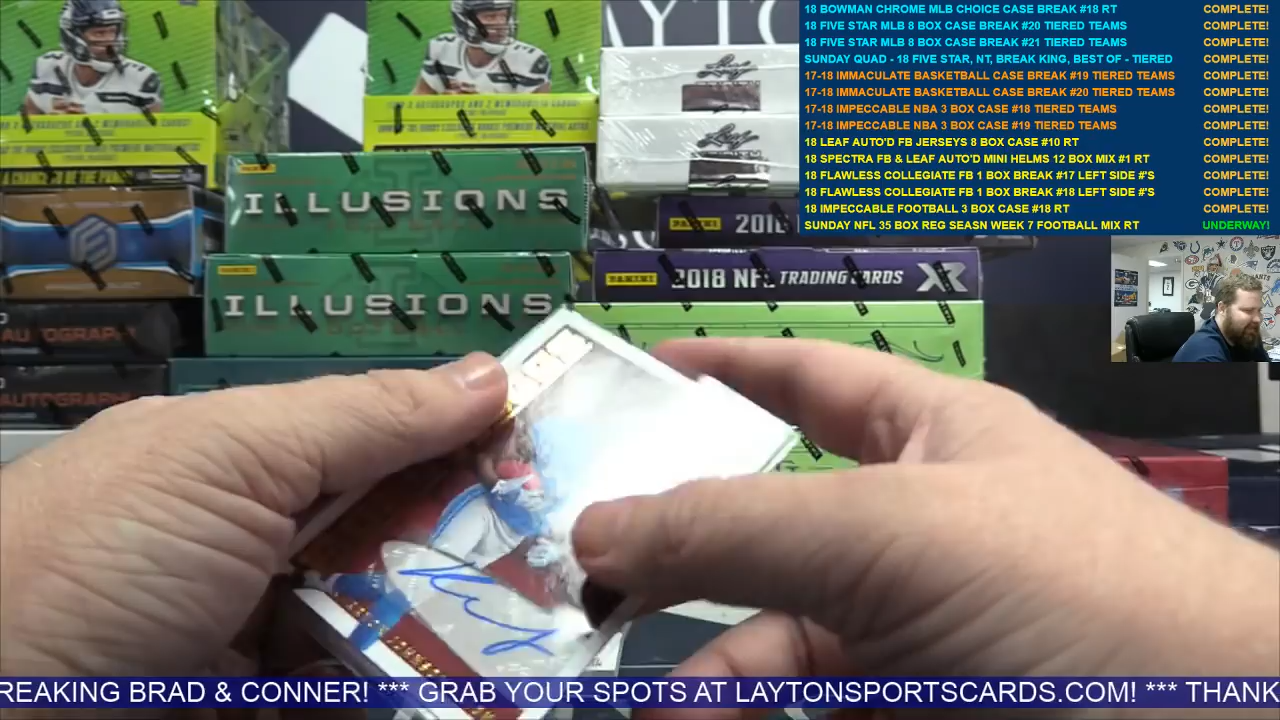 18 BOWMAN CHROME MLB CHOICE CASE BREAK #18 RT COMPLETE!
18 FIVE STAR MLB 8 BOX CASE BREAK #20 TIERED TEAMS COMPLETE!
18 FIVE STAR MLB 8 BOX CASE BREAK #21 TIERED TEAMS COMPLETE!
SUNDAY QUAD - 18 FIVE STAR, NT, BREAK KING, BEST OF - TIERED COMPLETE!
17-18 IMMACULATE BASKETBALL CASE BREAK #19 TIERED TEAMS COMPLETE!
17-18 IMMACULATE BASKETBALL CASE BREAK #20 TIERED TEAMS COMPLETE!
17-18 IMPECCABLE NBA 3 BOX CASE #18 TIERED TEAMS COMPLETE!
17-18 IMPECCABLE NBA 3 BOX CASE #19 TIERED TEAMS COMPLETE!
18 LEAF AUTO'D FB JERSEYS 8 BOX CASE #10 RT COMPLETE!
18 SPECTRA FB & LEAF AUTO'D MINI HELMS 12 BOX MIX #1 RT COMPLETE!
18 FLAWLESS COLLEGIATE FB 1 BOX BREAK #17 LEFT SIDE #'S COMPLETE!
18 FLAWLESS COLLEGIATE FB 1 BOX BREAK #18 LEFT SIDE #'S COMPLETE!
18 IMPECCABLE FOOTBALL 3 BOX CASE #18 RT COMPLETE!
SUNDAY NFL 35 BOX REG SEASN WEEK 7 FOOTBALL MIX RT UNDERWAY!
Leaf
Leaf
ILLUSIONS
PANINI 2018
ILLUSIONS
PANINI 2018 NFL TRADING CARDS XR
AUTOGRAPH
AUTOGRAPH
REAKING BRAD & CONNER! *** GRAB YOUR SPOTS AT LAYTONSPORTSCARDS.COM! *** THANK